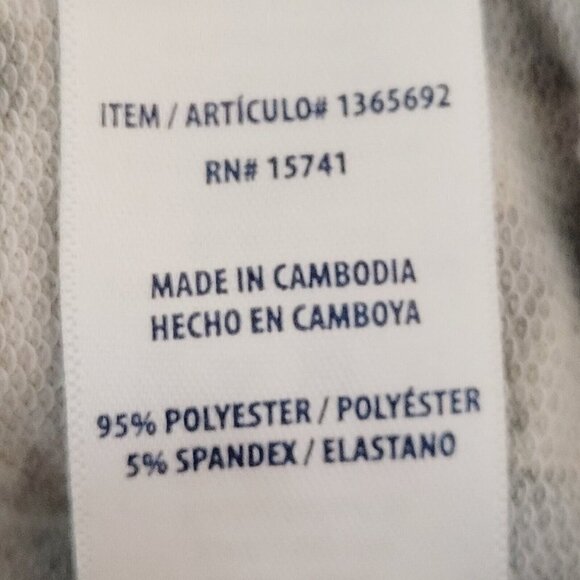 ITEM / ARTÍCULO# 1365692
RN# 15741
MADE IN CAMBODIA
HECHO EN CAMBOYA
95% POLYESTER / POLYÉSTER
5% SPANDEX / ELASTANO